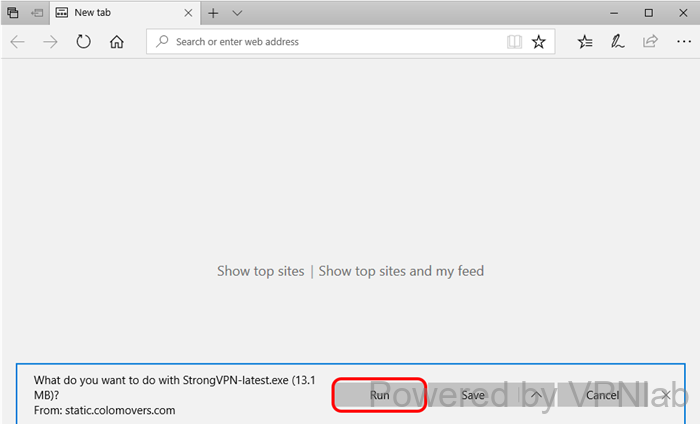 New tab
Search or enter web address
Show top sites | Show top sites and my feed
What do you want to do with StrongVPN-latest.exe (13.1
MB)?
From: static.colomovers.com
Run
Save
Cancel
Powered by VPNlab